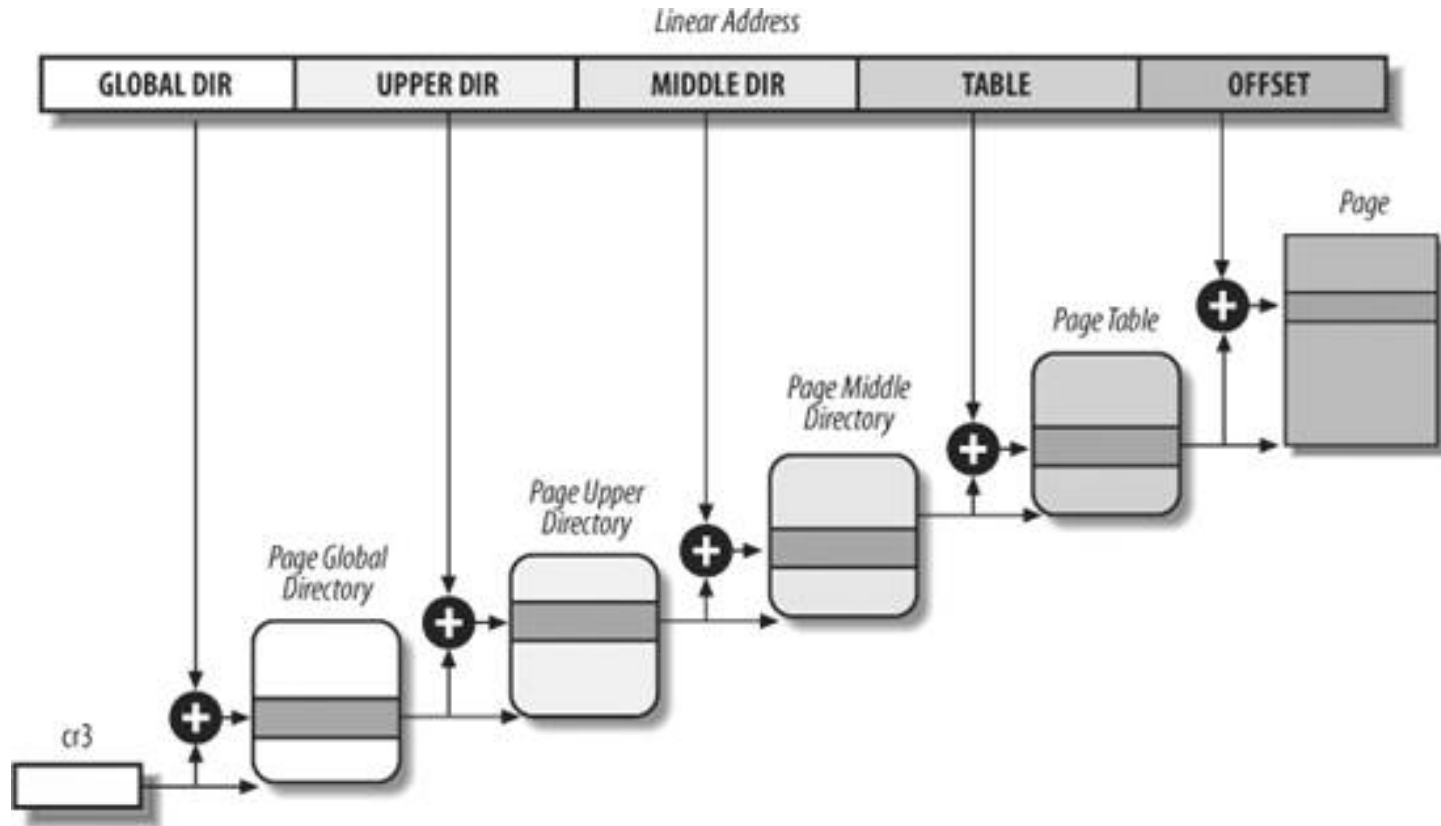 Linear Address
GLOBAL DIR
UPPER DIR
MIDDLE DIR
TABLE
OFFSET
Page
Page Table
Page Middle
Directory
Page Upper
Directory
Page Global
Directory
cr3